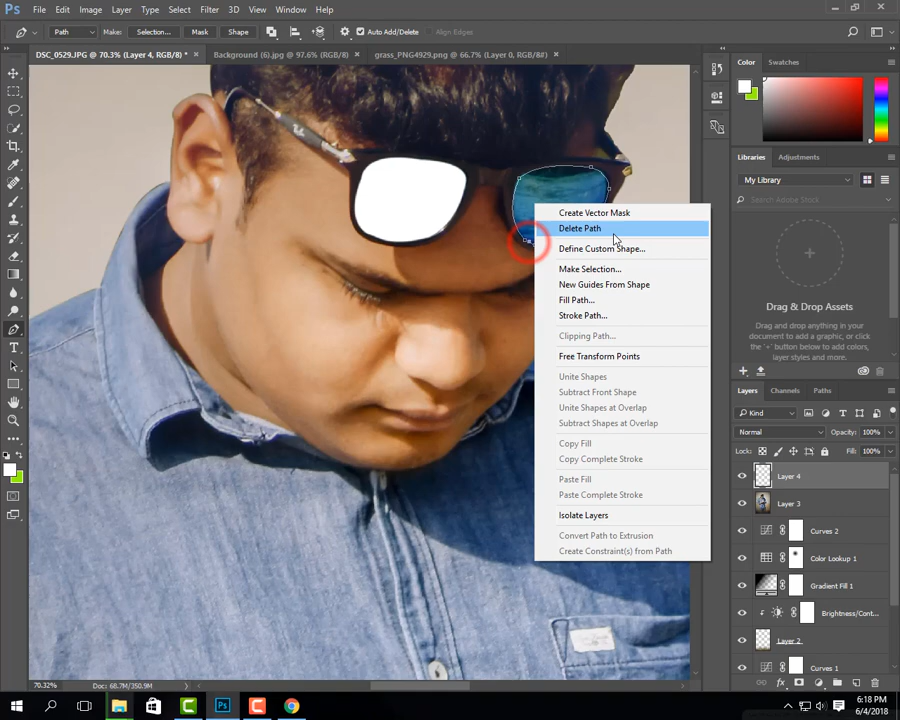 Ps File Edit Image Layer Type Select Filter 3D View Window Help
Path Make: Selection... Mask Shape Auto Add/Delete Align Edges
DSC_0529.JPG @ 70.3% (Layer 4, RGB/8) * Background (6).jpg @ 97.6% (RGB/8) grass_PNG4929.png @ 66.7% (Layer 0, RGB/8#)
Color Swatches
Libraries Adjustments
My Library
Search Adobe Stock
Drag & Drop Assets
Drag and drop anything in your
document to add a graphic, color,
layer styles and more.
Create Vector Mask
Delete Path
Define Custom Shape...
Make Selection...
New Guides From Shape
Fill Path...
Stroke Path...
Clipping Path...
Free Transform Points
Unite Shapes
Subtract Front Shape
Unite Shapes at Overlap
Subtract Shapes at Overlap
Copy Fill
Copy Complete Stroke
Paste Fill
Paste Complete Stroke
Isolate Layers
Convert Path to Extrusion
Create Constraint(s) from Path
Layers Channels Paths
Kind
Normal Opacity: 100%
Lock: Fill: 100%
Layer 4
Layer 3
Curves 2
Color Lookup 1
Gradient Fill 1
Brightness/Cont...
Layer 2
Curves 1
fx
70.32% Doc: 68.7M/350.9M
6:18 PM
6/4/2018